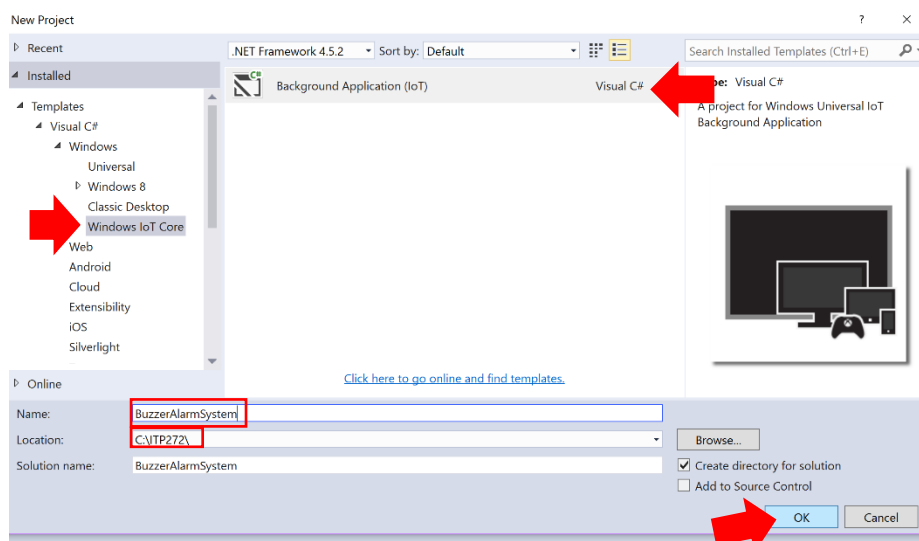 New Project
?
Recent
.NET Framework 4.5.2
Sort by:
Default
Search Installed Templates (Ctrl+E)
Installed
Background Application (IoT)
Visual C#
Visual C#
A project for Windows Universal IoT
Background Application
Templates
Visual C#
Windows
Universal
Windows 8
Classic Desktop
Windows IoT Core
Web
Android
Cloud
Extensibility
iOS
Silverlight
Click here to go online and find templates.
Online
Name:
BuzzerAlarmSystem
Location:
C:\ITP272\
Browse...
Solution name:
BuzzerAlarmSystem
Create directory for solution
Add to Source Control
OK
Cancel